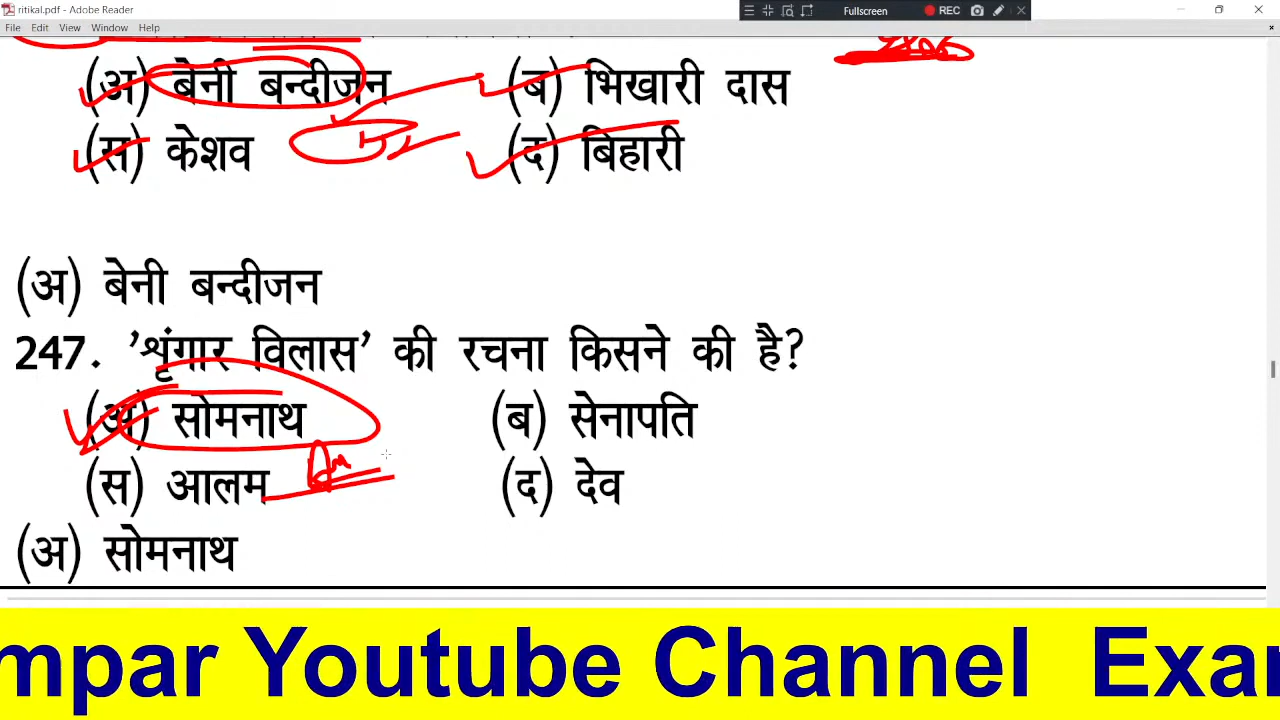 ritikal.pdf - Adobe Reader
Fullscreen REC
File Edit View Window Help
(अ) बेनी बन्दीजन (ब) भिखारी दास
(स) केशव (द) बिहारी
(अ) बेनी बन्दीजन
247. ’शृंगार विलास’ की रचना किसने की है?
(अ) सोमनाथ (ब) सेनापति
(स) आलम (द) देव
(अ) सोमनाथ
mpar Youtube Channel Exar